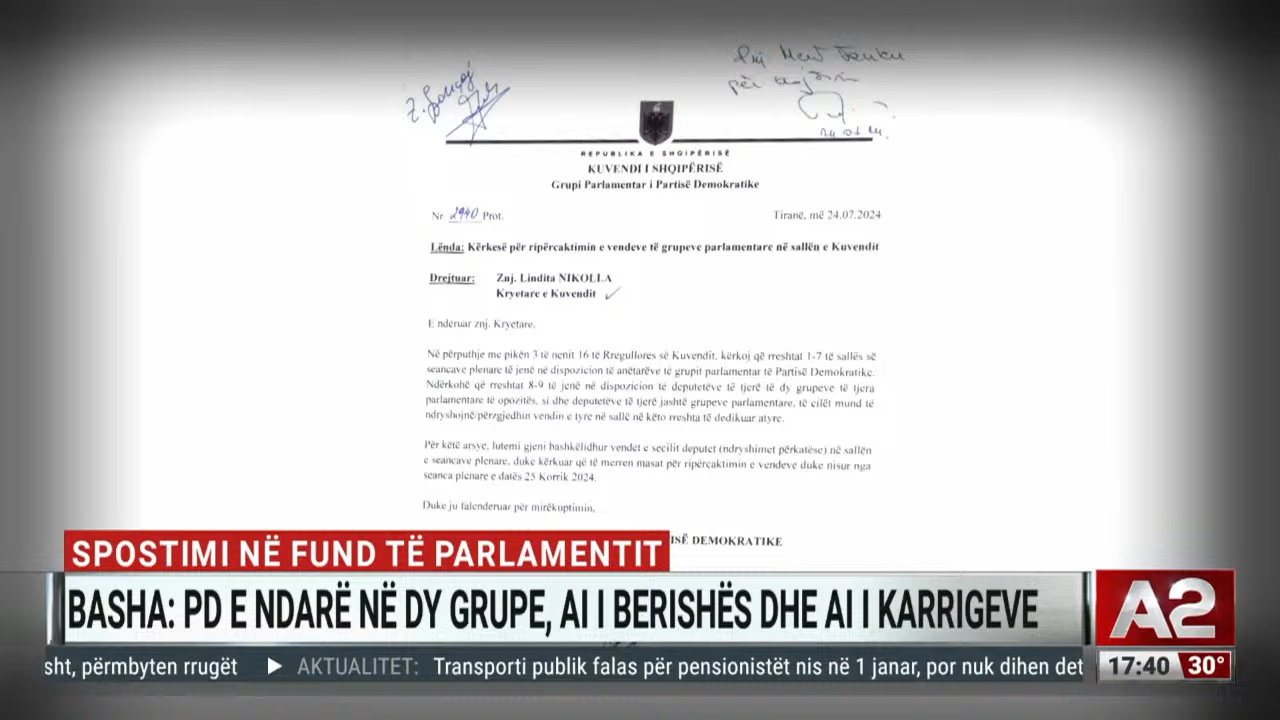 REPUBLIKA E SHQIPËRISË
KUVENDI I SHQIPËRISË
Grupi Parlamentar i Partisë Demokratike
Nr 2940 Prot.
Tiranë, më 24.07.2024
Lënda: Kërkesë për ripërcaktimin e vendeve të grupeve parlamentare në sallën e Kuvendit
Drejtuar: Znj. Lindita NIKOLLA
Kryetare e Kuvendit
E nderuar znj. Kryetare,
Në përputhje me pikën 3 të nenit 16 të Rregullores së Kuvendit, kërkoj që rreshtat 1-7 të sallës së
seancave plenare të jenë në dispozicion të anëtarëve të grupit parlamentar të Partisë Demokratike.
Ndërkohë që rreshtat 8-9 të jenë në dispozicion të deputetëve të tjerë të dy grupeve të tjera
parlamentare të opozitës, si dhe deputetëve të tjerë jashtë grupeve parlamentare, të cilët mund të
ndryshojnë/përzgjedhin vendin e tyre në sallë në këto rreshta të dedikuar atyre.
Për këtë arsye, lutemi gjeni bashkëlidhur vendet e secilit deputet (ndryshimet përkatëse) në sallën
e seancave plenare, duke kërkuar që të merren masat për ripërcaktimin e vendeve duke nisur nga
seanca plenare e datës 25 Korrik 2024.
Duke ju falenderuar për mirëkuptimin,
ISË DEMOKRATIKE
SPOSTIMI NË FUND TË PARLAMENTIT
BASHA: PD E NDARË NË DY GRUPE, AI I BERISHËS DHE AI I KARRIGEVE
A2
sht, përmbyten rrugët ▶ AKTUALITET: Transporti publik falas për pensionistët nis në 1 janar, por nuk dihen det
17:40 30°